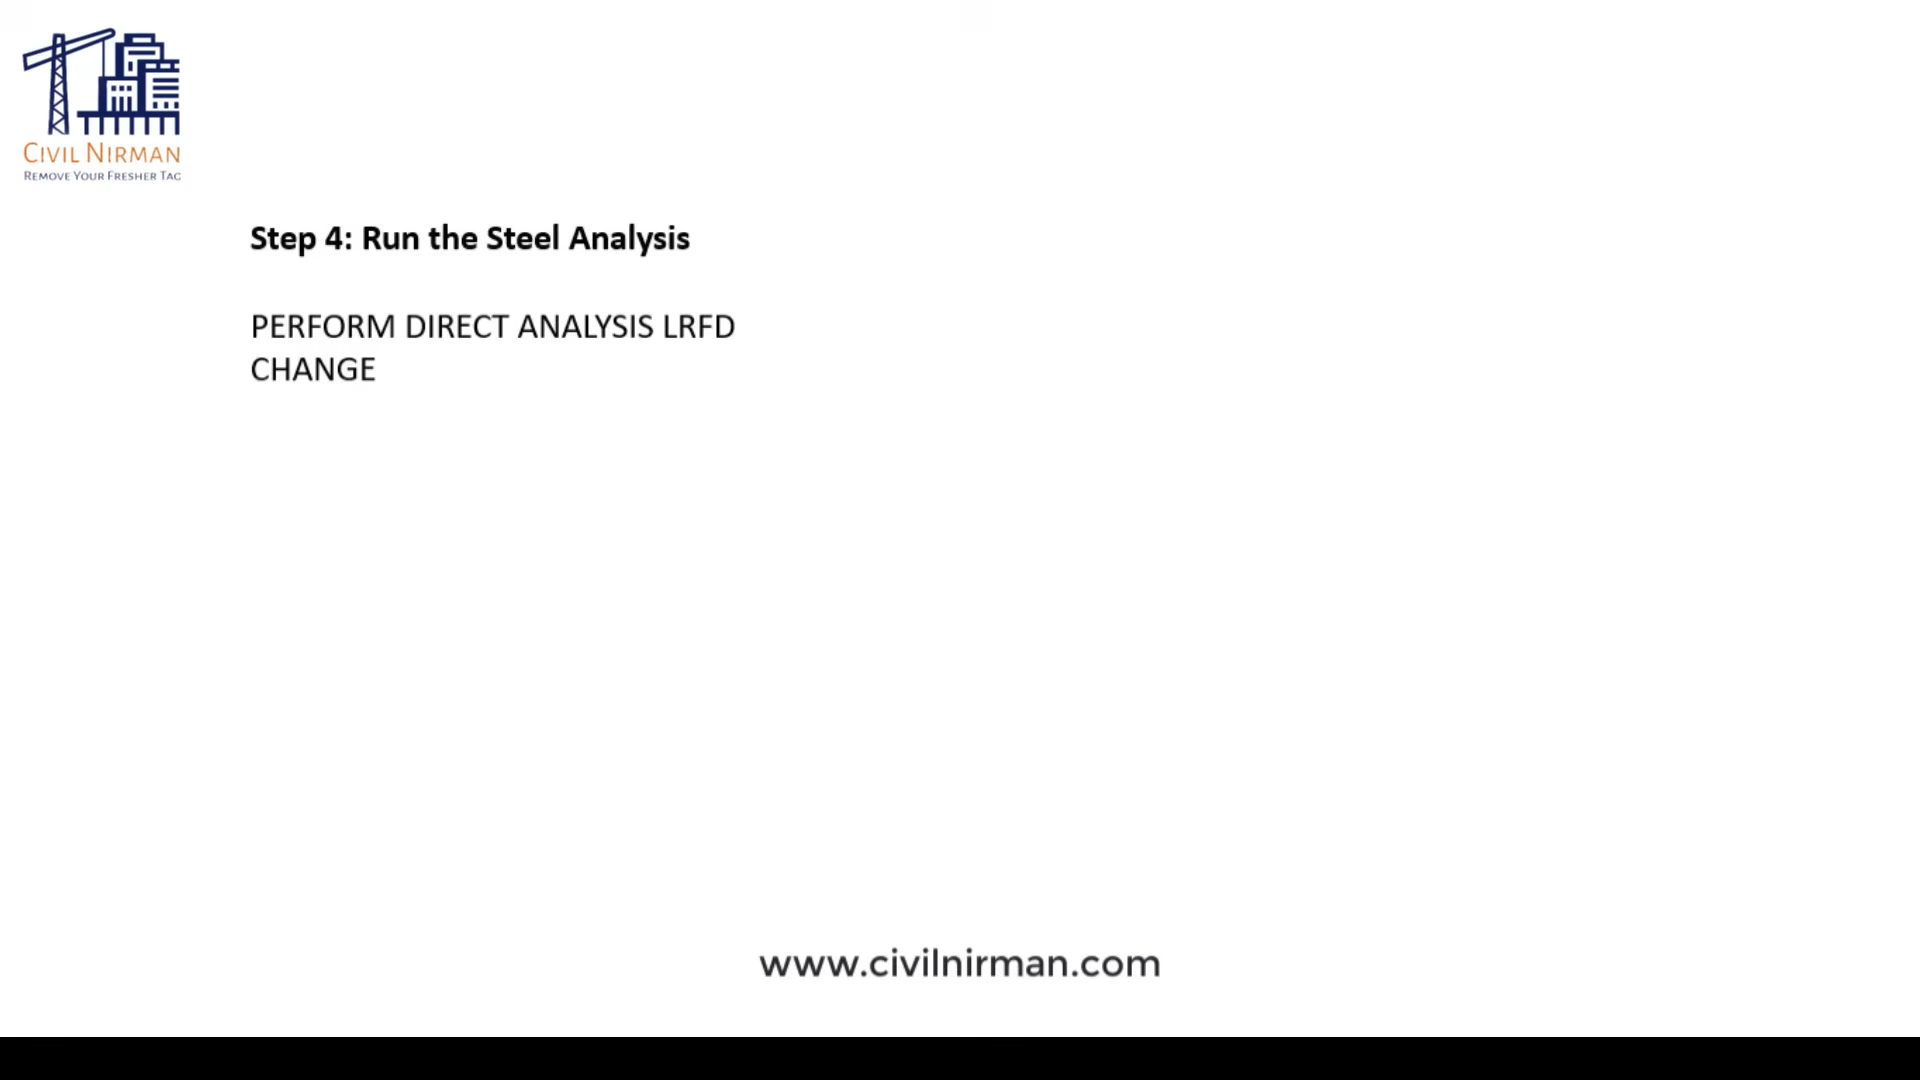 CIVIL NIRMAN
REMOVE YOUR FRESHER TAG
Step 4: Run the Steel Analysis
PERFORM DIRECT ANALYSIS LRFD
CHANGE
www.civilnirman.com